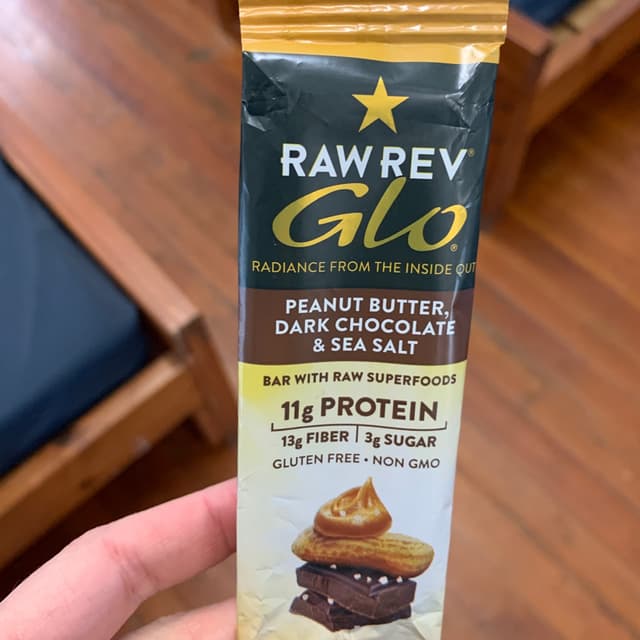 RAW REV®
Glo®
RADIANCE FROM THE INSIDE OUT
PEANUT BUTTER,
DARK CHOCOLATE
& SEA SALT
BAR WITH RAW SUPERFOODS
11g PROTEIN
13g FIBER | 3g SUGAR
GLUTEN FREE • NON GMO